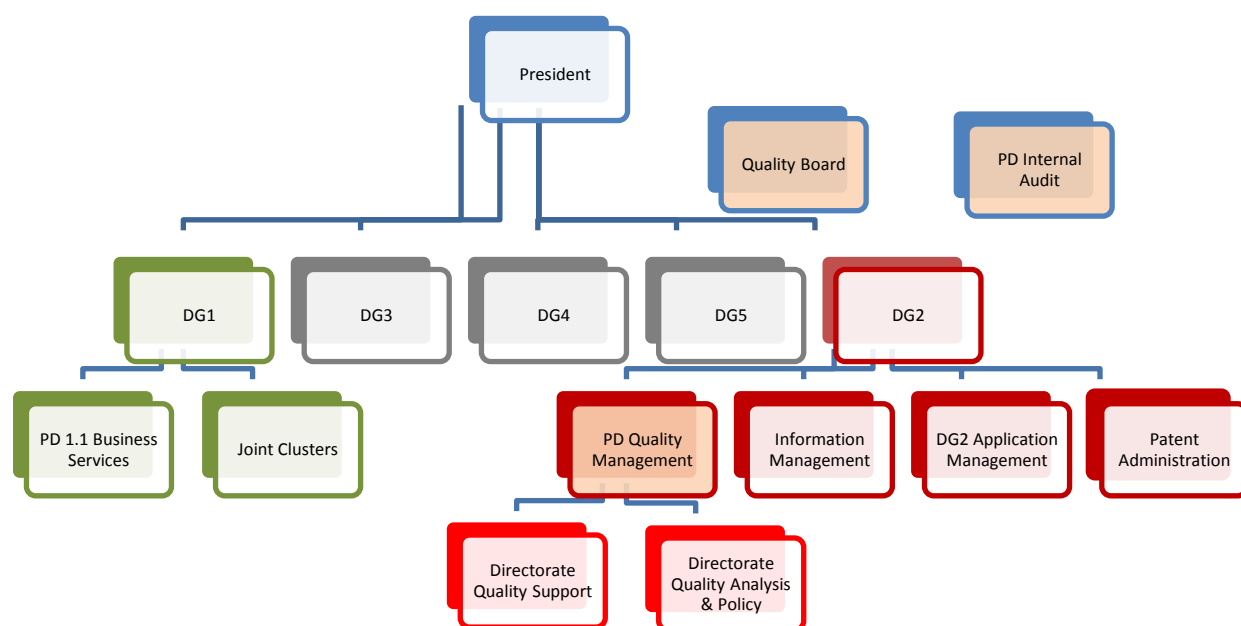 President
Quality Board
PD Internal
Audit
DG1
DG3
DG4
DG5
DG2
PD 1.1 Business
Services
Joint Clusters
PD Quality
Management
Information
Management
DG2 Application
Management
Patent
Administration
Directorate
Quality Support
Directorate
Quality Analysis
& Policy